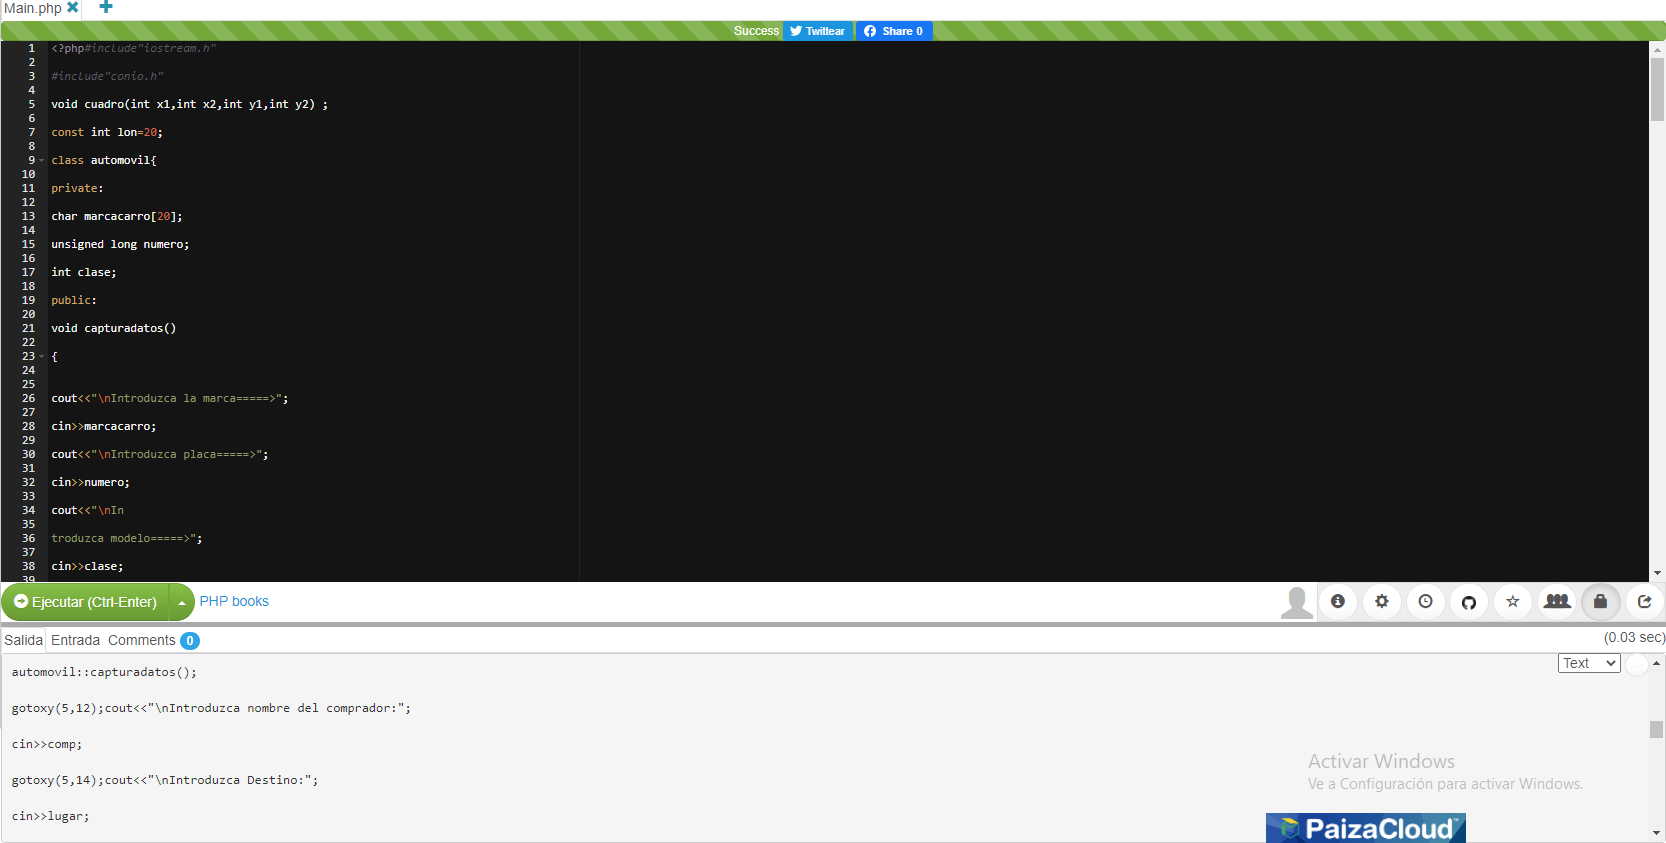 Main.php
Success Twittear Share 0
1 <?php#include"iostream.h"
2
3 #include"conio.h"
4
5 void cuadro(int x1,int x2,int y1,int y2) ;
6
7 const int lon=20;
8
9 class automovil{
10
11 private:
12
13 char marcacarro[20];
14
15 unsigned long numero;
16
17 int clase;
18
19 public:
20
21 void capturadatos()
22
23 {
24
25
26 cout<<"\nIntroduzca la marca=====>";
27
28 cin>>marcacarro;
29
30 cout<<"\nIntroduzca placa=====>";
31
32 cin>>numero;
33
34 cout<<"\nIn
35
36 troduzca modelo=====>";
37
38 cin>>clase;
39
Ejecutar (Ctrl-Enter) PHP books
Salida Entrada Comments 0 (0.03 sec)
Text
automovil::capturadatos();
gotoxy(5,12);cout<<"\nIntroduzca nombre del comprador:";
cin>>comp;
gotoxy(5,14);cout<<"\nIntroduzca Destino:";
cin>>lugar;
Activar Windows
Ve a Configuración para activar Windows.
PaizaCloud